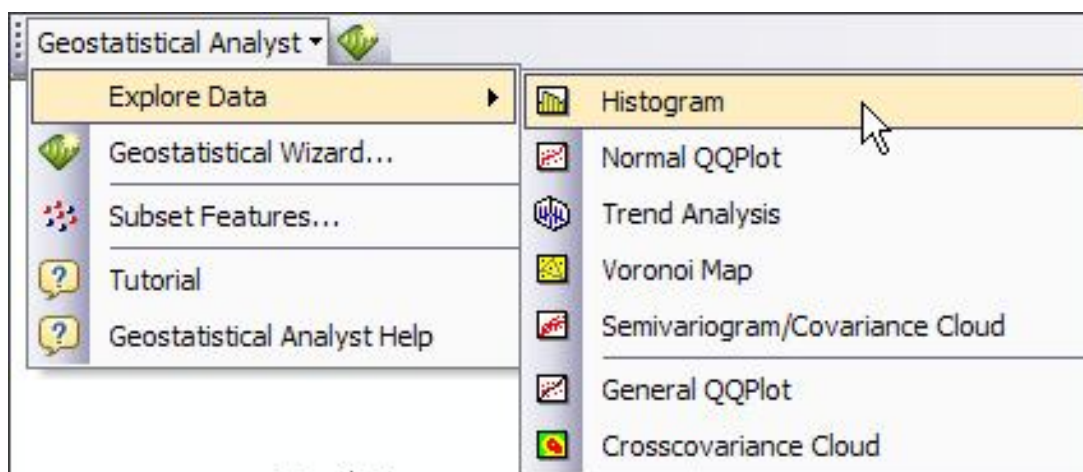 Geostatistical Analyst
Explore Data
Geostatistical Wizard...
Subset Features...
Tutorial
Geostatistical Analyst Help
Histogram
Normal QQPlot
Trend Analysis
Voronoi Map
Semivariogram/Covariance Cloud
General QQPlot
Crosscovariance Cloud